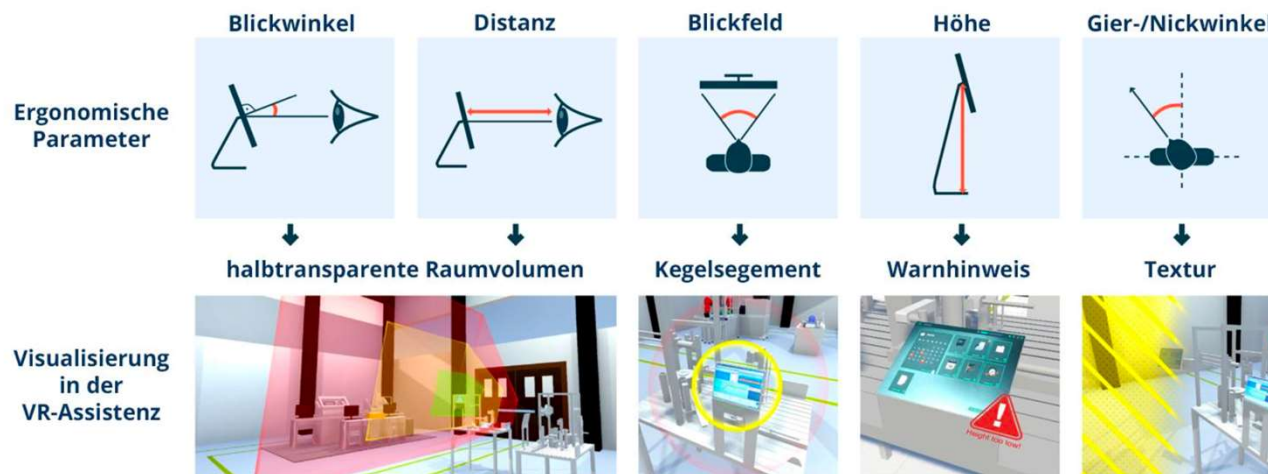 Blickwinkel Distanz Blickfeld Höhe Gier-/Nickwinkel
Ergonomische
Parameter
halbtransparente Raumvolumen Kegelsegement Warnhinweis Textur
Height too low!
Visualisierung
in der
VR-Assistenz